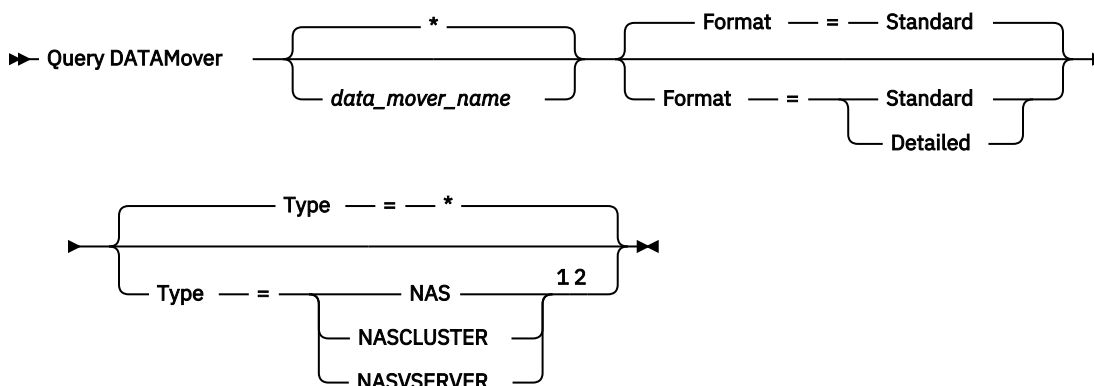 * Format = Standard
Query DATAMover
data_mover_name Format = Standard
Detailed
Type = *
1 2
Type = NAS
NASCLUSTER
NASVSERVER